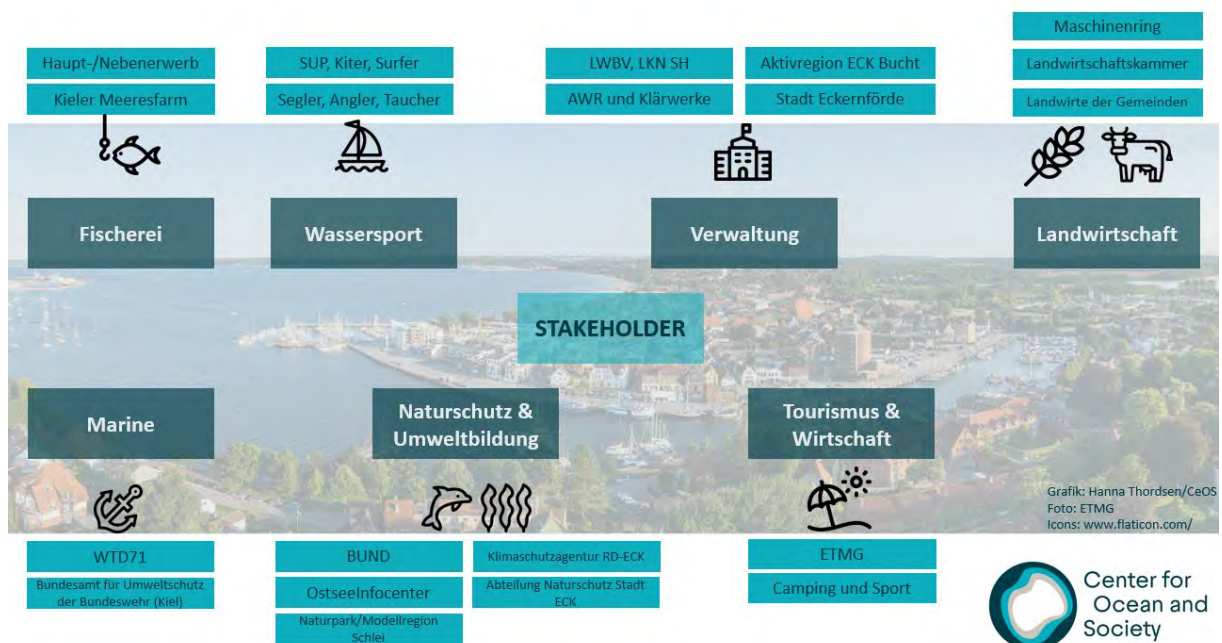 Maschinenring
Haupt-/Nebenerwerb
SUP, Kiter, Surfer
LWBV, LKN SH
Aktivregion ECK Bucht
Landwirtschaftskammer
Kieler Meeresfarm
Segler, Angler, Taucher
AWR und Klärwerke
Stadt Eckernförde
Landwirte der Gemeinden
Fischerei
Wassersport
Verwaltung
Landwirtschaft
STAKEHOLDER
Marine
Naturschutz &
Umweltbildung
Tourismus &
Wirtschaft
Grafik: Hanna Thordsen/CeOS
Foto: ETMG
Icons: www.flaticon.com/
WTD71
Bundesamt für Umweltschutz
der Bundeswehr (Kiel)
BUND
OstseeInfocenter
Naturpark/Modellregion
Schlei
Klimaschutzagentur RD-ECK
Abteilung Naturschutz Stadt
ECK
ETMG
Camping und Sport
Center for
Ocean and
Society